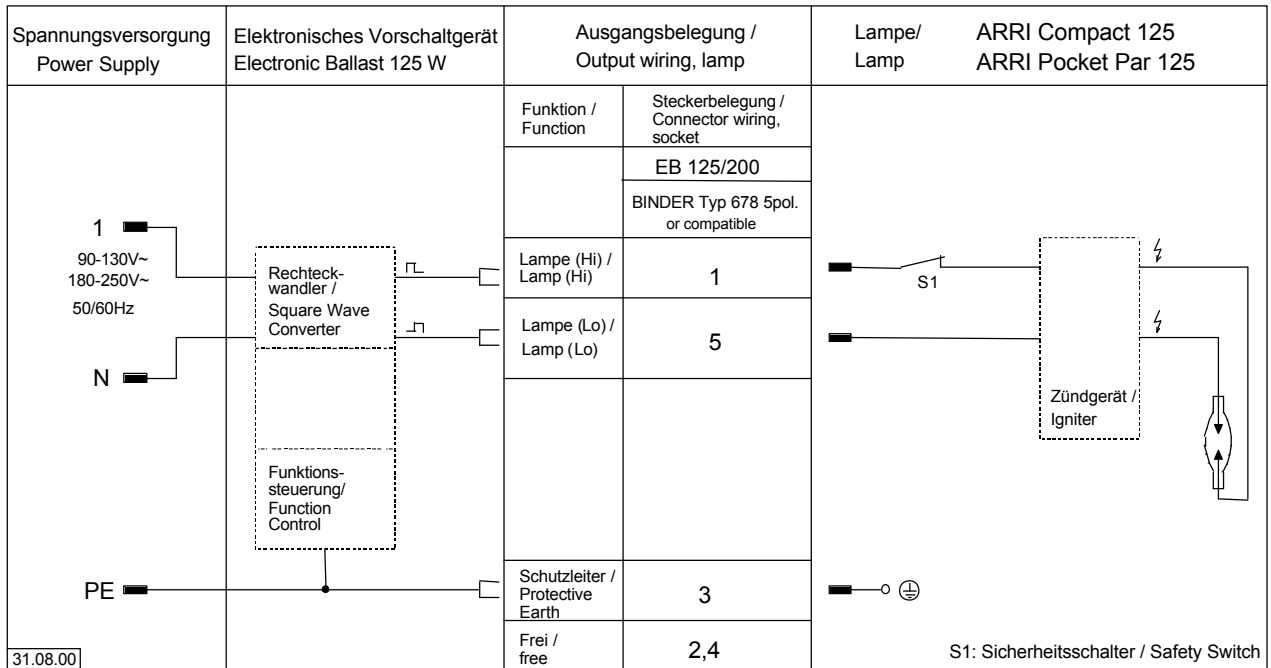 Spannungsversorgung
Power Supply
Elektronisches Vorschaltgerät
Electronic Ballast 125 W
Ausgangsbelegung /
Output wiring, lamp
Lampe/
Lamp
ARRI Compact 125
ARRI Pocket Par 125
Funktion /
Function
Steckerbelegung /
Connector wiring,
socket
EB 125/200
BINDER Typ 678 5pol.
or compatible
1
90-130V~
180-250V~
50/60Hz
N
Rechteck-
wandler /
Square Wave
Converter
Funktions-
steuerung/
Function
Control
PE
Lampe (Hi) /
Lamp (Hi)
1
Lampe (Lo) /
Lamp (Lo)
5
Schutzleiter /
Protective
Earth
3
Frei /
free
2,4
S1
Zündgerät /
Igniter
31.08.00
S1: Sicherheitsschalter / Safety Switch